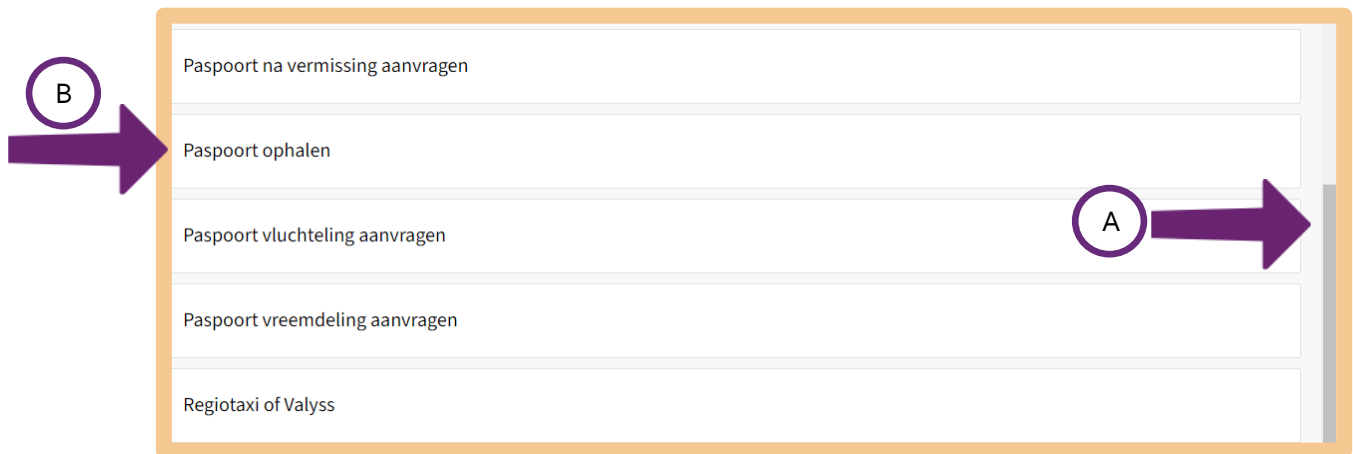 Paspoort na vermissing aanvragen
B
Paspoort ophalen
Paspoort vluchteling aanvragen
A
Paspoort vreemdeling aanvragen
Regiotaxi of Valyss